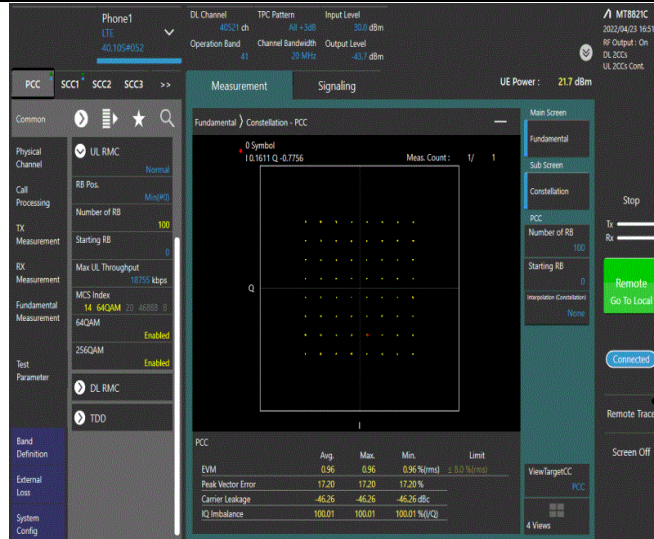 Phone1
LTE
40.105#052
DL Channel
40521 ch
TPC Pattern
All +3dB
Input Level
30.0 dBm
Operation Band
41
Channel Bandwidth
20 MHz
Output Level
-43.7 dBm
MT8821C
2022/04/23 16:51
RF Output : On
DL 2CCs
UL 2CCs Cont.
PCC
SCC1
SCC2
SCC3
>>
Measurement
Signaling
UE Power : 21.7 dBm
Common
Physical
Channel
Call
Processing
TX
Measurement
RX
Measurement
Fundamental
Measurement
Test
Parameter
Band
Definition
External
Loss
System
Config
UL RMC
Normal
RB Pos.
Min(#0)
Number of RB
100
Starting RB
0
Max UL Throughput
18755 kbps
MCS Index
14 64QAM 20 46888 8
64QAM
Enabled
256QAM
Enabled
DL RMC
TDD
Fundamental > Constellation - PCC
0 Symbol
I 0.1611 Q -0.7756
Meas. Count : 1/ 1
Q
I
PCC
Avg. Max. Min. Limit
EVM 0.96 0.96 0.96 %(rms) ≤ 8.0 %(rms)
Peak Vector Error 17.20 17.20 17.20 %
Carrier Leakage -46.26 -46.26 -46.26 dBc
IQ Imbalance 100.01 100.01 100.01 %(I/Q)
Main Screen
Fundamental
Sub Screen
Constellation
PCC
Number of RB
100
Starting RB
0
Interpolation (Constellation)
None
ViewTargetCC
PCC
4 Views
Stop
Tx
Rx
Remote
Go To Local
Connected
Remote Trace
Screen Off